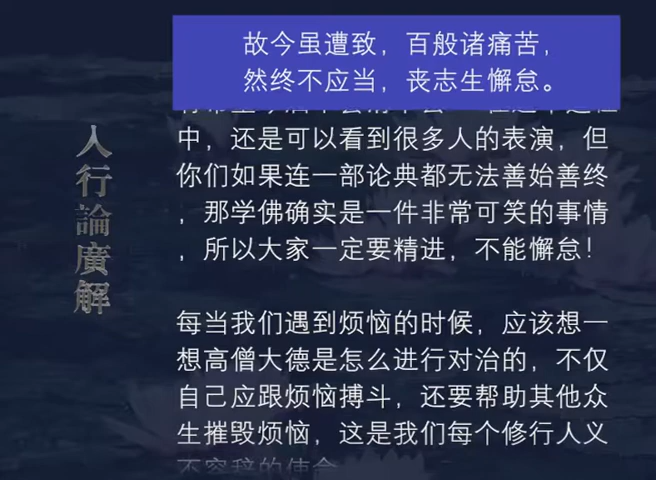 故今虽遭致，百般诸痛苦，
然终不应当，丧志生懈怠。
入行論廣解
中，还是可以看到很多人的表演，但
你们如果连一部论典都无法善始善终
，那学佛确实是一件非常可笑的事情
，所以大家一定要精进，不能懈怠！
每当我们遇到烦恼的时候，应该想一
想高僧大德是怎么进行对治的，不仅
自己应跟烦恼搏斗，还要帮助其他众
生摧毁烦恼，这是我们每个修行人义
不容辞的使命